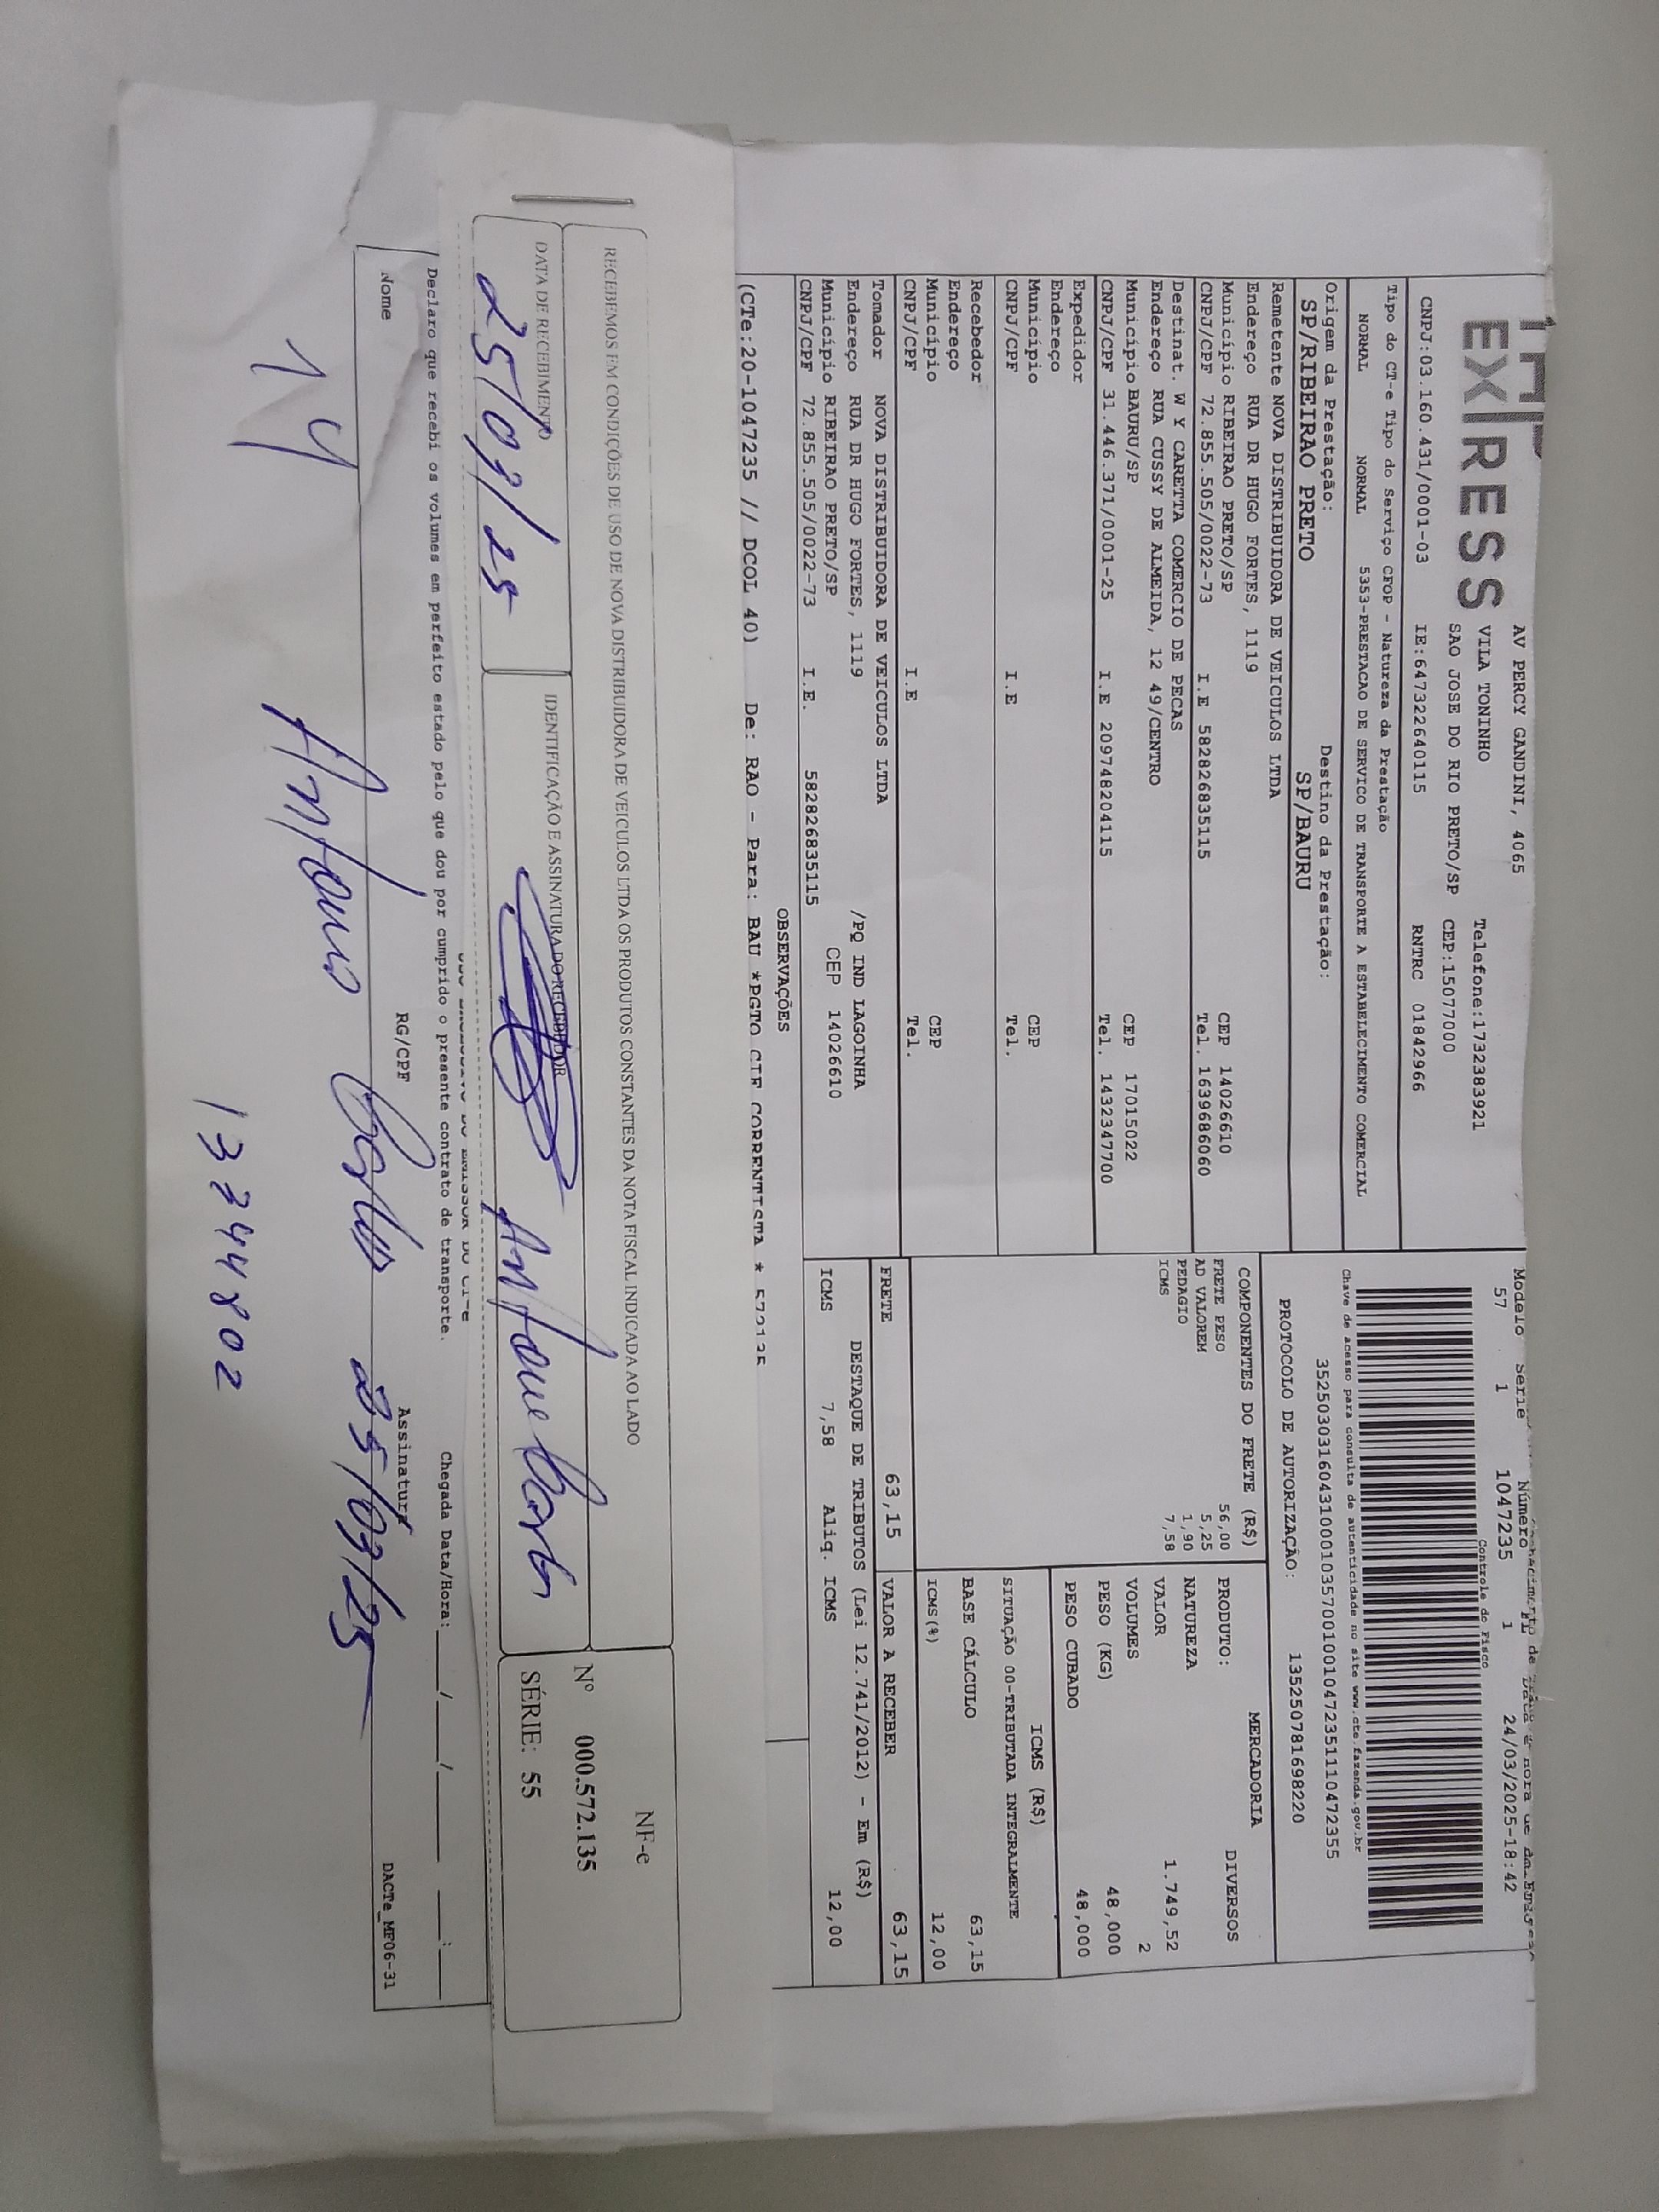 EXPRESS
AV PERCY GANDINI, 4065
VILA TONINHO Telefone:1732383921
SAO JOSE DO RIO PRETO/SP CEP:15077000
CNPJ:03.160.431/0001-03 IE:647322640115 RNTRC 01842966
Tipo do CT-e Tipo do Serviço CFOP - Natureza da Prestação
NORMAL NORMAL 5353-PRESTACAO DE SERVICO DE TRANSPORTE A ESTABELECIMENTO COMERCIAL
Origem da Prestação: Destino da Prestação:
SP/RIBEIRAO PRETO SP/BAURU
Modelo Serie Número FL
57 1 1047235 1 24/03/2025-18:42
Controle do Fisco
Chave de acesso para consulta de autenticidade no site www.cte.fazenda.gov.br
35250303160431000103570010010472351110472355
PROTOCOLO DE AUTORIZAÇÃO: 135250781698220
Remetente NOVA DISTRIBUIDORA DE VEICULOS LTDA
Endereço RUA DR HUGO FORTES, 1119
Município RIBEIRAO PRETO/SP CEP 14026610
CNPJ/CPF 72.855.505/0022-73 I.E 582826835115 Tel. 1639686060
Destinat. W Y CARETTA COMERCIO DE PECAS
Endereço RUA CUSSY DE ALMEIDA, 12 49/CENTRO
Município BAURU/SP CEP 17015022
CNPJ/CPF 31.446.371/0001-25 I.E 209748204115 Tel. 1432347700
Expedidor
Endereço
Município CEP
CNPJ/CPF I.E Tel.
Recebedor
Endereço
Município CEP
CNPJ/CPF I.E Tel.
Tomador NOVA DISTRIBUIDORA DE VEICULOS LTDA
Endereço RUA DR HUGO FORTES, 1119 /PQ IND LAGOINHA
Município RIBEIRAO PRETO/SP CEP 14026610
CNPJ/CPF 72.855.505/0022-73 I.E. 582826835115
COMPONENTES DO FRETE (R$)
FRETE PESO 56,00
AD VALOREM 5,25
PEDAGIO 1,90
ICMS 7,58
MERCADORIA
PRODUTO: DIVERSOS
NATUREZA
VALOR 1.749,52
VOLUMES 2
PESO (KG) 48,000
PESO CUBADO 48,000
ICMS (R$)
SITUAÇÃO 00-TRIBUTADA INTEGRALMENTE
BASE CÁLCULO 63,15
ICMS(%) 12,00
FRETE 63,15 VALOR A RECEBER 63,15
DESTAQUE DE TRIBUTOS (Lei 12.741/2012) - Em (R$)
ICMS 7,58 Aliq. ICMS 12,00
OBSERVAÇÕES
(CTe:20-1047235 // DCOL 40) De: RAO - Para: BAU *PGTO CIF CORRENTISTA * 572135
RECEBEMOS EM CONDIÇÕES DE USO DE NOVA DISTRIBUIDORA DE VEICULOS LTDA OS PRODUTOS CONSTANTES DA NOTA FISCAL INDICADA AO LADO
DATA DE RECEBIMENTO IDENTIFICAÇÃO E ASSINATURA DO RECEBEDOR
25/03/25
NF-e
Nº 000.572.135
SÉRIE: 55
Declaro que recebi os volumes em perfeito estado pelo que dou por cumprido o presente contrato de transporte. Chegada Data/Hora: ___/___/___ ___:___
Nome RG/CPF Assinatura DACTe_MF06-31
25/03/25
13244802